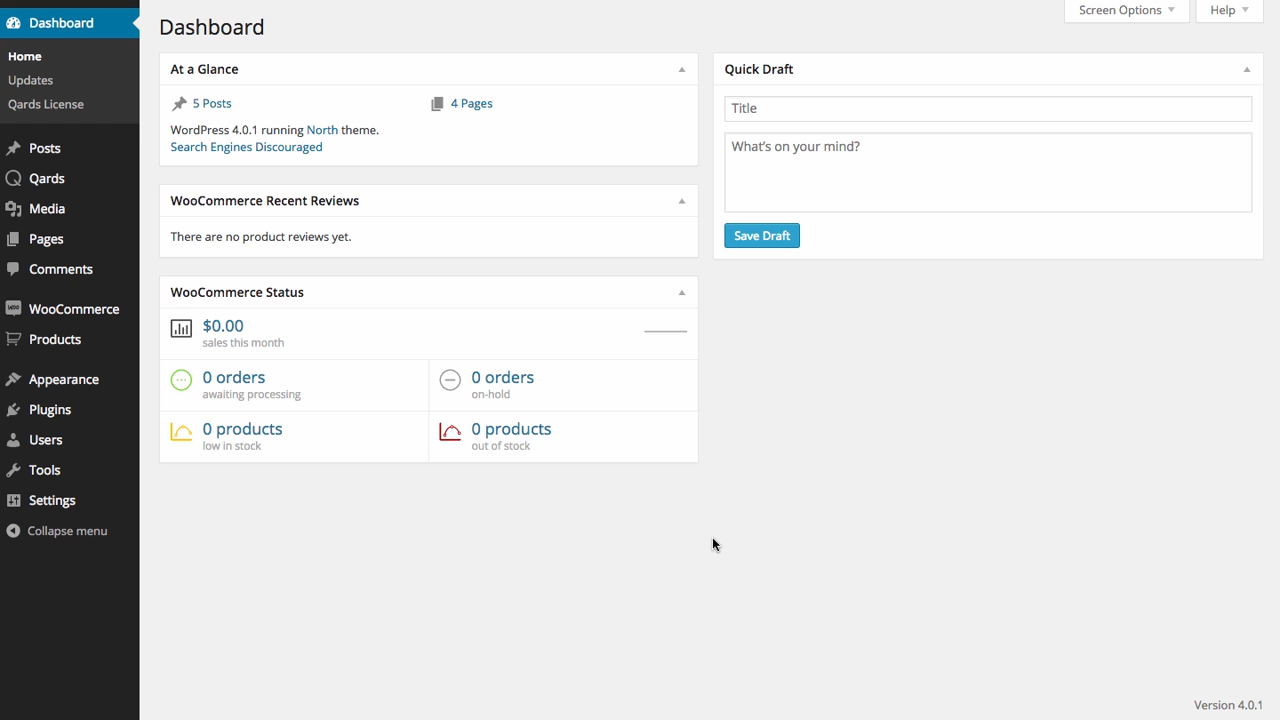 Dashboard
Home
Updates
Qards License
Posts
Qards
Media
Pages
Comments
WOO WooCommerce
Products
Appearance
Plugins
Users
Tools
Settings
Collapse menu
Screen Options
Help
Dashboard
At a Glance
5 Posts
4 Pages
WordPress 4.0.1 running North theme.
Search Engines Discouraged
WooCommerce Recent Reviews
There are no product reviews yet.
WooCommerce Status
$0.00
sales this month
0 orders
awaiting processing
0 orders
on-hold
0 products
low in stock
0 products
out of stock
Quick Draft
Title
What's on your mind?
Save Draft
Version 4.0.1